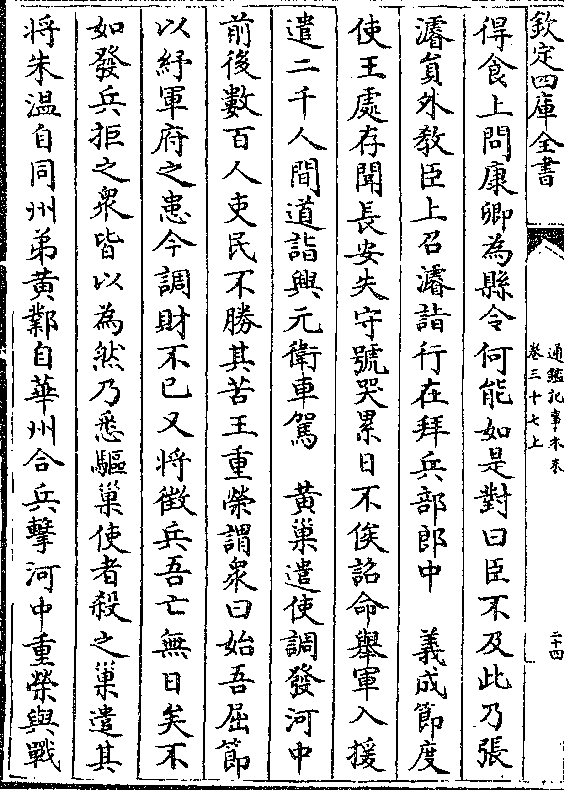 欽定四庫全書
通鑑紀事本末
卷三十七上
二十四
得食上問康卿為縣令何能如是對曰臣不及此乃張
濬員外教臣上召濬詣行在拜兵部郎中 義成節度
使王處存聞長安失守號哭累日不俟詔命舉軍入援
遣二千人間道詣興元衛車駕 黄巢遣使調發河中
前後數百人吏民不勝其苦王重榮謂衆曰始吾屈節
以紓軍府之患今調財不已又將徴兵吾亡無日矣不
如發兵拒之衆皆以為然乃悉驅巢使者殺之巢遣其
将朱温自同州弟黄鄴自華州合兵擊河中重榮與戰